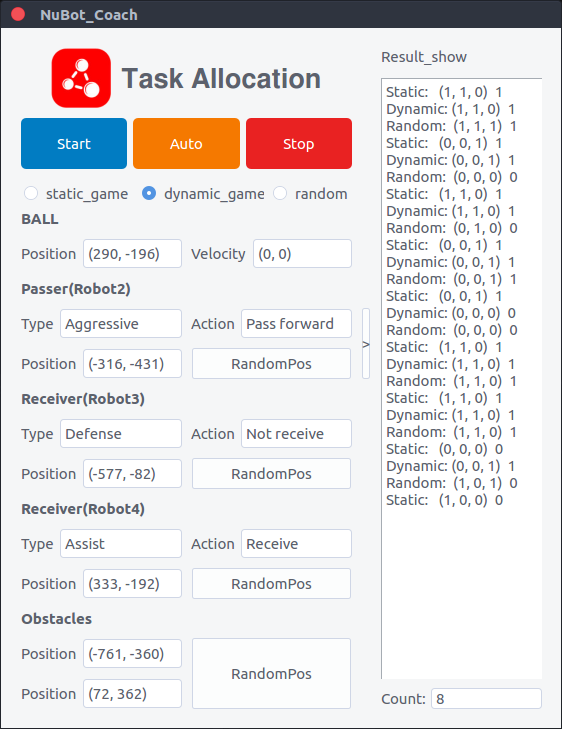 NuBot_Coach
Task Allocation
Start Auto Stop
static_game dynamic_game random
BALL
Position (290, -196) Velocity (0, 0)
Passer(Robot2)
Type Aggressive Action Pass forward
Position (-316, -431) RandomPos
Receiver(Robot3)
Type Defense Action Not receive
Position (-577, -82) RandomPos
Receiver(Robot4)
Type Assist Action Receive
Position (333, -192) RandomPos
Obstacles
Position (-761, -360)
RandomPos
Position (72, 362)
>
Result_show
Static: (1, 1, 0) 1
Dynamic: (1, 1, 0) 1
Random: (1, 1, 1) 1
Static: (0, 0, 1) 1
Dynamic: (0, 0, 1) 1
Random: (0, 0, 0) 0
Static: (1, 1, 0) 1
Dynamic: (1, 1, 0) 1
Random: (0, 1, 0) 0
Static: (0, 0, 1) 1
Dynamic: (0, 0, 1) 1
Random: (0, 0, 1) 1
Static: (0, 0, 1) 1
Dynamic: (0, 0, 0) 0
Random: (0, 0, 0) 0
Static: (1, 1, 0) 1
Dynamic: (1, 1, 0) 1
Random: (1, 1, 0) 1
Static: (1, 1, 0) 1
Dynamic: (1, 1, 0) 1
Random: (1, 1, 0) 1
Static: (0, 0, 0) 0
Dynamic: (0, 0, 1) 1
Random: (1, 0, 1) 0
Static: (1, 0, 0) 0
Count: 8